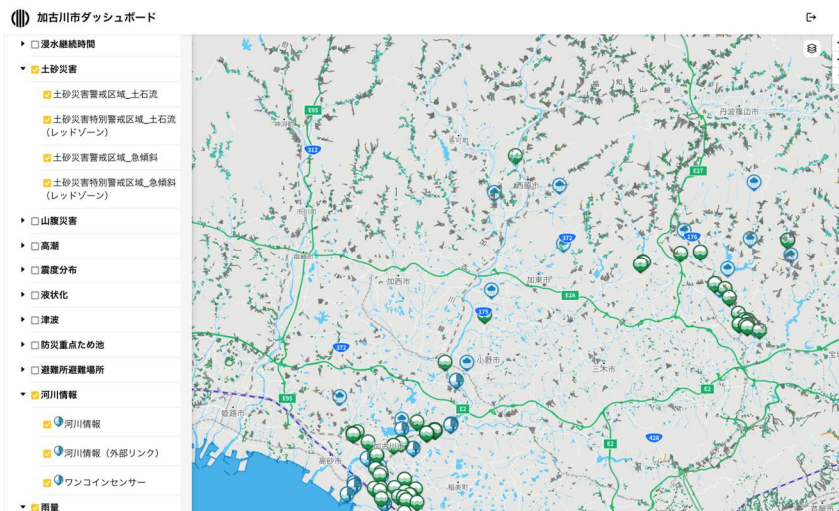 加古川市ダッシュボード
浸水継続時間
土砂災害
土砂災害警戒区域_土石流
土砂災害特別警戒区域_土石流
（レッドゾーン）
土砂災害警戒区域_急傾斜
土砂災害特別警戒区域_急傾斜
（レッドゾーン）
山腹災害
高潮
震度分布
液状化
津波
防災重点ため池
避難所避難場所
河川情報
河川情報
河川情報（外部リンク）
ワンコインセンサー
雨量
E95
神河町
312
多可町
丹波篠山市
E27
西脇市
市川町
372
176
加西市
加東市
E2A
175
372
小野市
三木市
E95
E2
E2
姫路市
高砂市
E2
428
稲美町